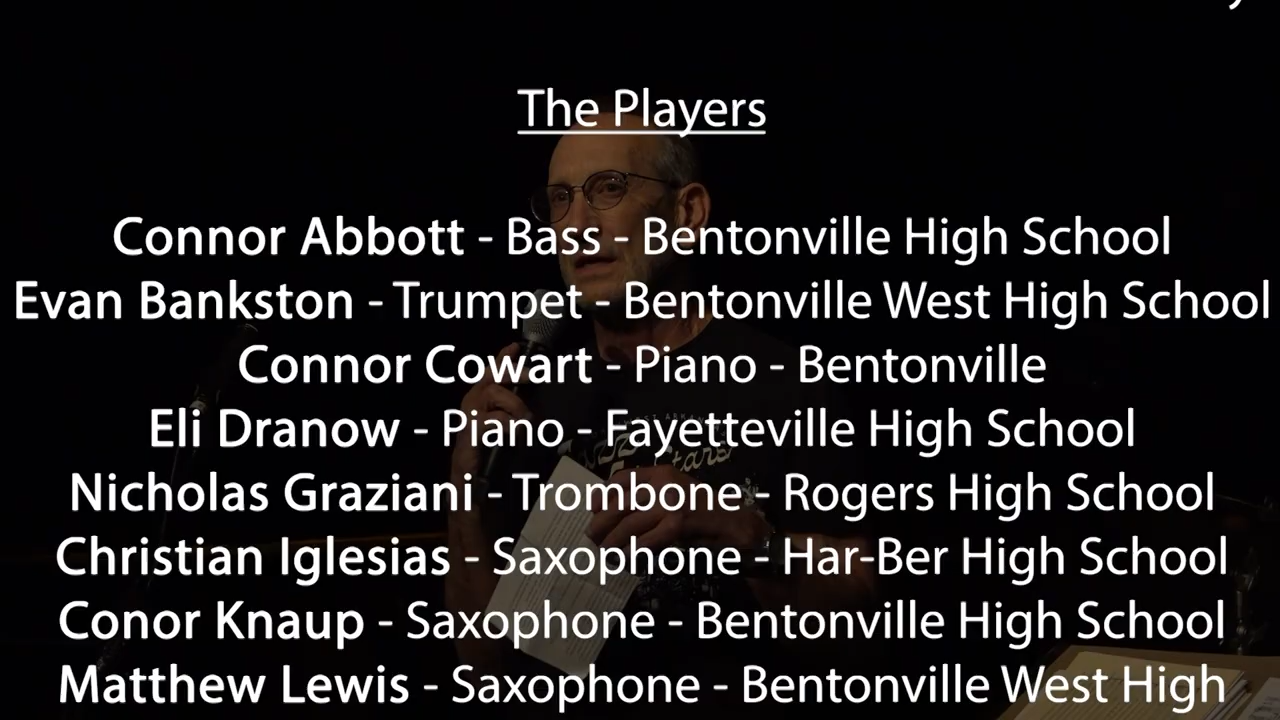 The Players
Connor Abbott - Bass - Bentonville High School
Evan Bankston - Trumpet - Bentonville West High School
Connor Cowart - Piano - Bentonville
Eli Dranow - Piano - Fayetteville High School
Nicholas Graziani - Trombone - Rogers High School
Christian Iglesias - Saxophone - Har-Ber High School
Conor Knaup - Saxophone - Bentonville High School
Matthew Lewis - Saxophone - Bentonville West High